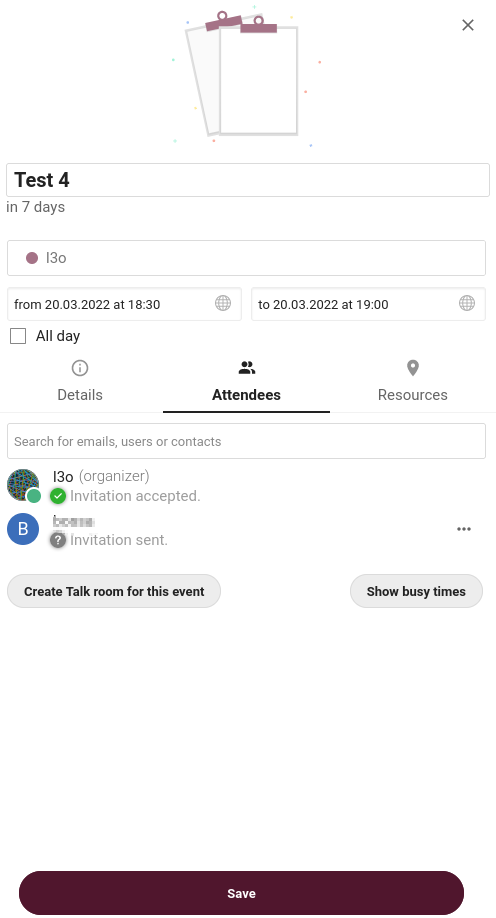 Test 4
in 7 days
l3o
from 20.03.2022 at 18:30
to 20.03.2022 at 19:00
All day
Details
Attendees
Resources
Search for emails, users or contacts
l3o (organizer)
Invitation accepted.
B
Invitation sent.
Create Talk room for this event
Show busy times
Save